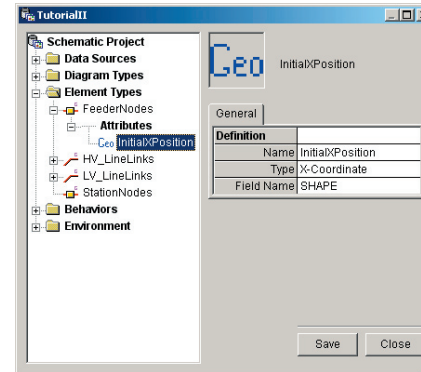 TutorialII
Schematic Project
Data Sources
Diagram Types
Element Types
FeederNodes
Attributes
Geo InitialXPosition
HV_LineLinks
LV_LineLinks
StationNodes
Behaviors
Environment
Geo InitialXPosition
General
Definition
Name InitialXPosition
Type X-Coordinate
Field Name SHAPE
Save Close